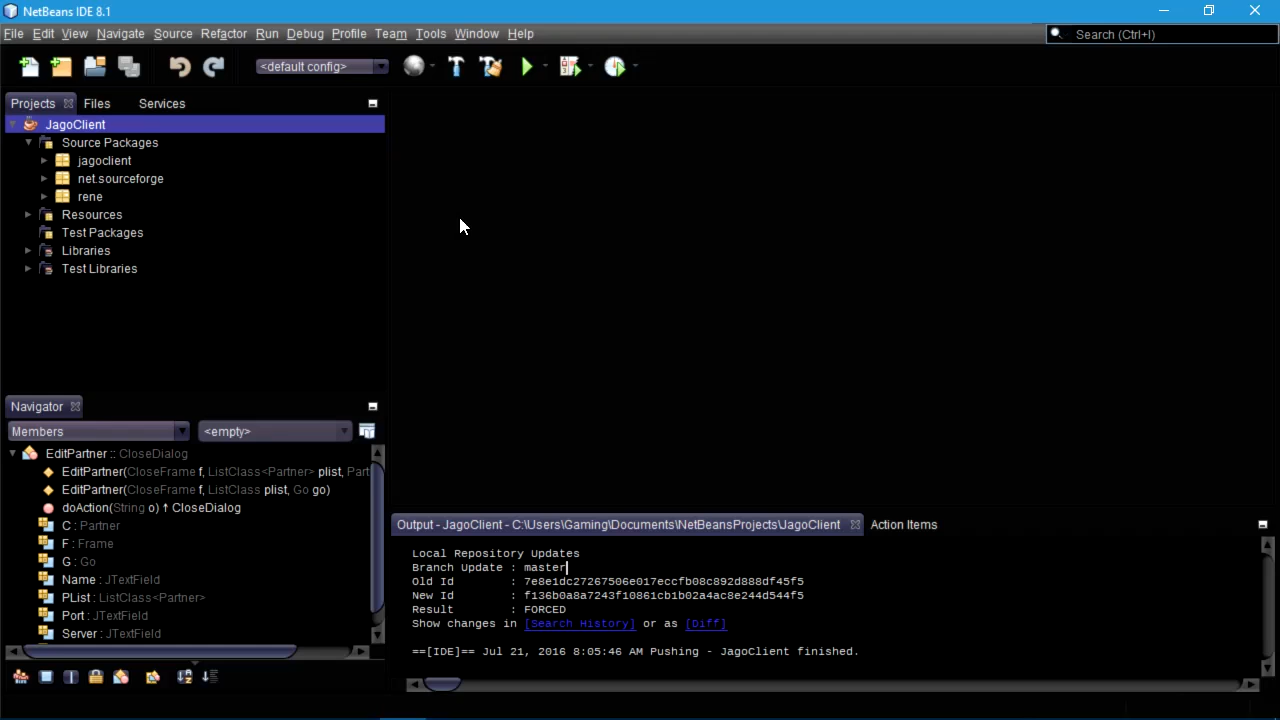 NetBeans IDE 8.1
File Edit View Navigate Source Refactor Run Debug Profile Team Tools Window Help
Search (Ctrl+I)
<default config>
Projects Files Services
JagoClient
Source Packages
jagoclient
net.sourceforge
rene
Resources
Test Packages
Libraries
Test Libraries
Navigator
Members <empty>
EditPartner :: CloseDialog
EditPartner(CloseFrame f, ListClass<Partner> plist, Part
EditPartner(CloseFrame f, ListClass plist, Go go)
doAction(String o) ↑ CloseDialog
C : Partner
F : Frame
G : Go
Name : JTextField
PList : ListClass<Partner>
Port : JTextField
Server : JTextField
Output - JagoClient - C:\Users\Gaming\Documents\NetBeansProjects\JagoClient Action Items
Local Repository Updates
Branch Update : master
Old Id : 7e8e1dc27267506e017eccfb08c892d888df45f5
New Id : f136b0a8a7243f10861cb1b02a4ac8e244d544f5
Result : FORCED
Show changes in [Search History] or as [Diff]
==[IDE]== Jul 21, 2016 8:05:46 AM Pushing - JagoClient finished.